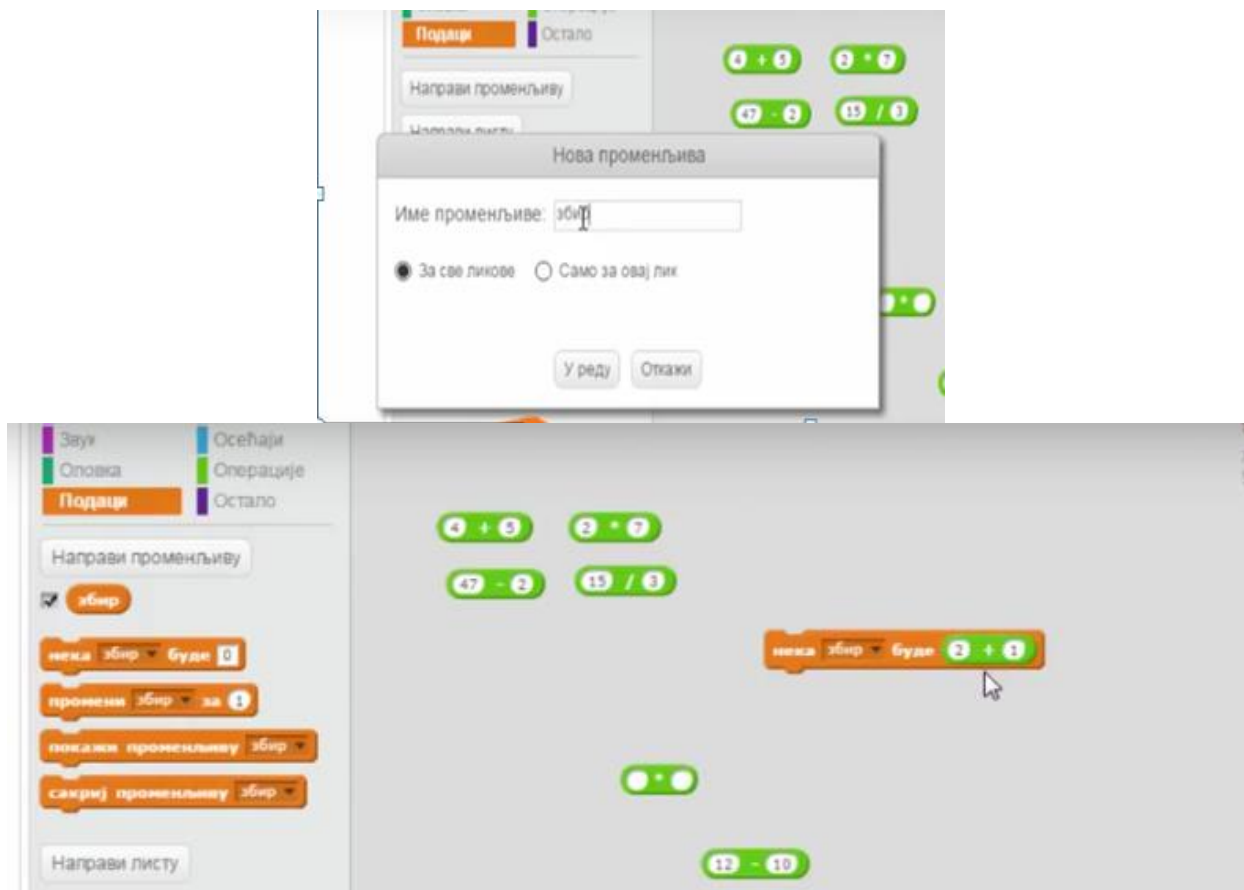 Подаци Остало
4 + 5 2 * 7
Направи променљиву
47 - 2 15 / 3
Направи листу
Нова променљива
Име променљиве: збир
За све ликове Само за овај лик
*
У реду Откажи
Звук Осећаји
Оловка Операције
Подаци Остало
4 + 5 2 * 7
Направи променљиву
47 - 2 15 / 3
збир
нека збир буде 0
нека збир буде 2 + 1
промени збир за 1
покажи променљиву збир
*
сакриј променљиву збир
Направи листу
12 - 10